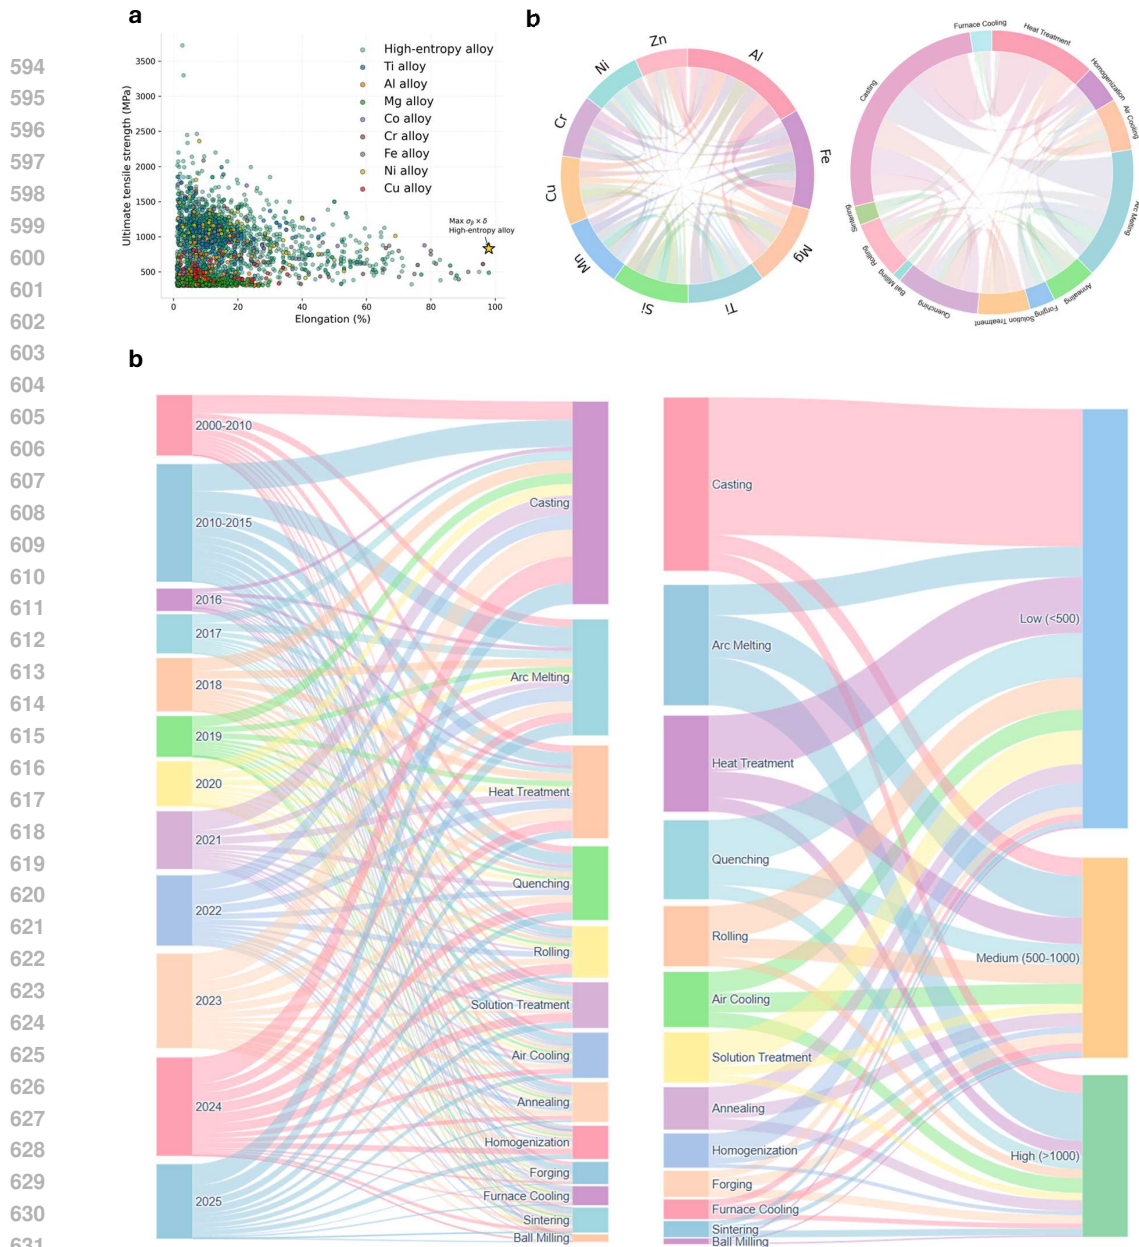 594
595
596
597
598
599
600
601
602
603
604
605
606
607
608
609
610
611
612
613
614
615
616
617
618
619
620
621
622
623
624
625
626
627
628
629
630
631
a
Ultimate tensile strength (MPa)
3500
3000
2500
2000
1500
1000
500
0
20
40
60
80
100
Elongation (%)
High-entropy alloy
Ti alloy
Al alloy
Mg alloy
Co alloy
Cr alloy
Fe alloy
Ni alloy
Cu alloy
Max σᵦ × δ
High-entropy alloy
b
Zn
Al
Fe
Mg
Ti
Si
Mn
Cu
Cr
Ni
Furnace Cooling
Heat Treatment
Homogenization
Air Cooling
Arc Melting
Annealing
Forging
Solution Treatment
Quenching
Ball Milling
Rolling
Sintering
Casting
b
2000-2010
2010-2015
2016
2017
2018
2019
2020
2021
2022
2023
2024
2025
Casting
Arc Melting
Heat Treatment
Quenching
Rolling
Solution Treatment
Air Cooling
Annealing
Homogenization
Forging
Furnace Cooling
Sintering
Ball Milling
Casting
Arc Melting
Heat Treatment
Quenching
Rolling
Air Cooling
Solution Treatment
Annealing
Homogenization
Forging
Furnace Cooling
Sintering
Ball Milling
Low (<500)
Medium (500-1000)
High (>1000)